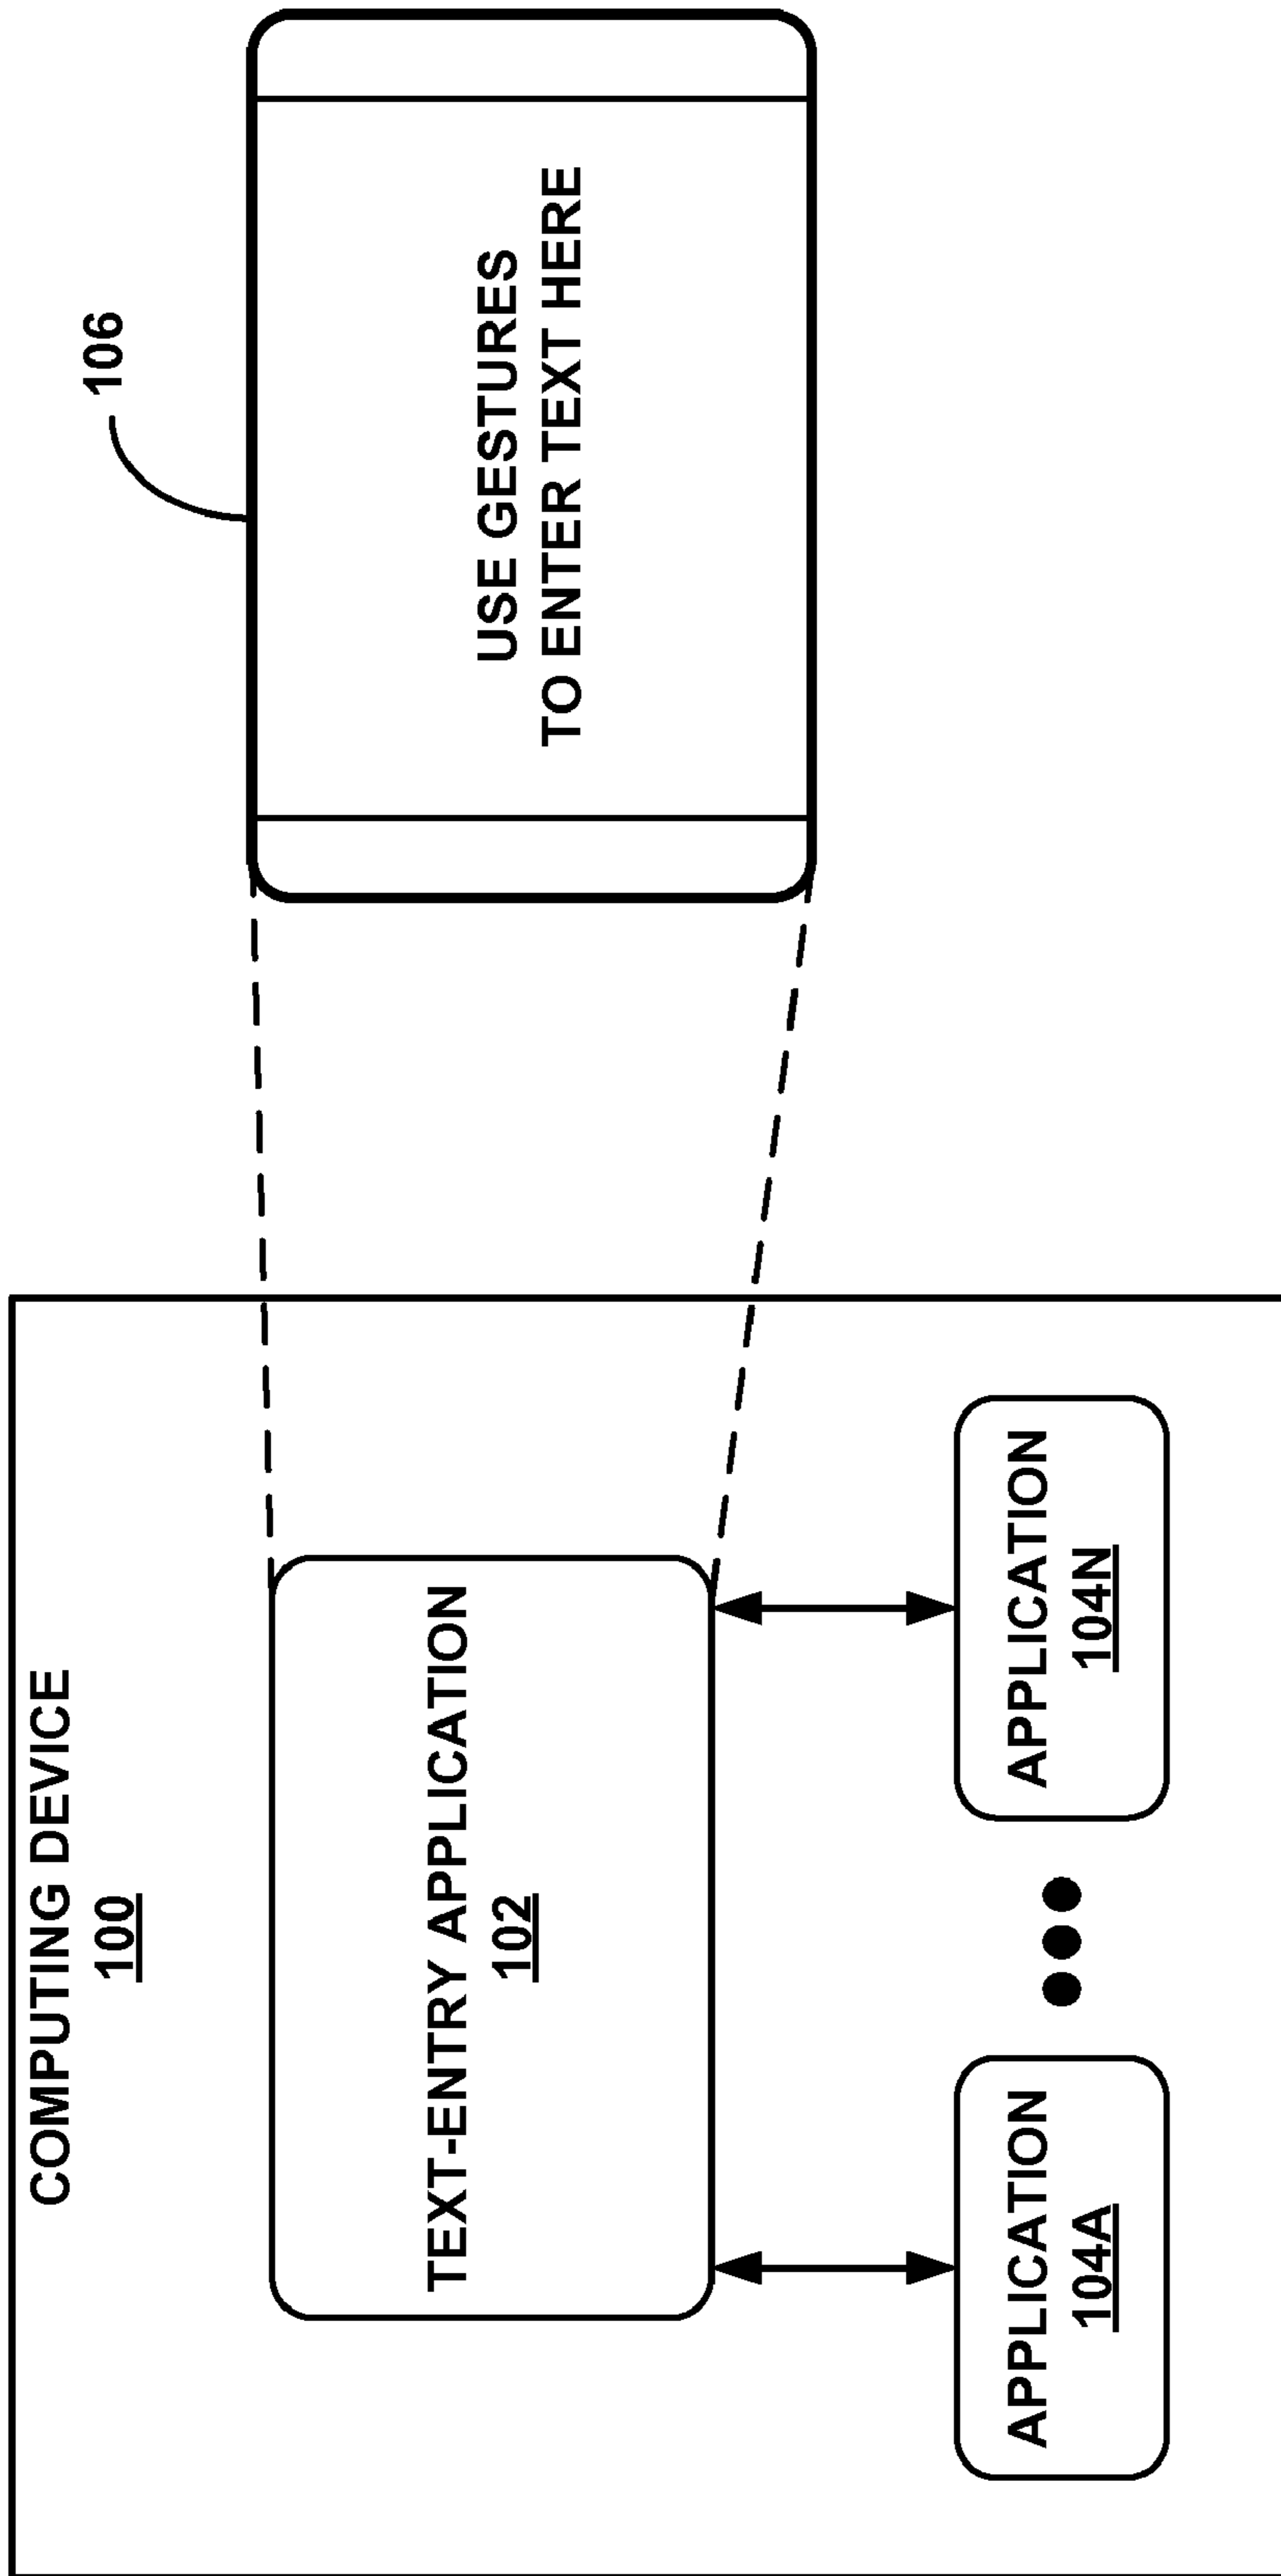 COMPUTING DEVICE
100
TEXT-ENTRY APPLICATION
102
APPLICATION
104A
APPLICATION
104N
106
USE GESTURES
TO ENTER TEXT HERE